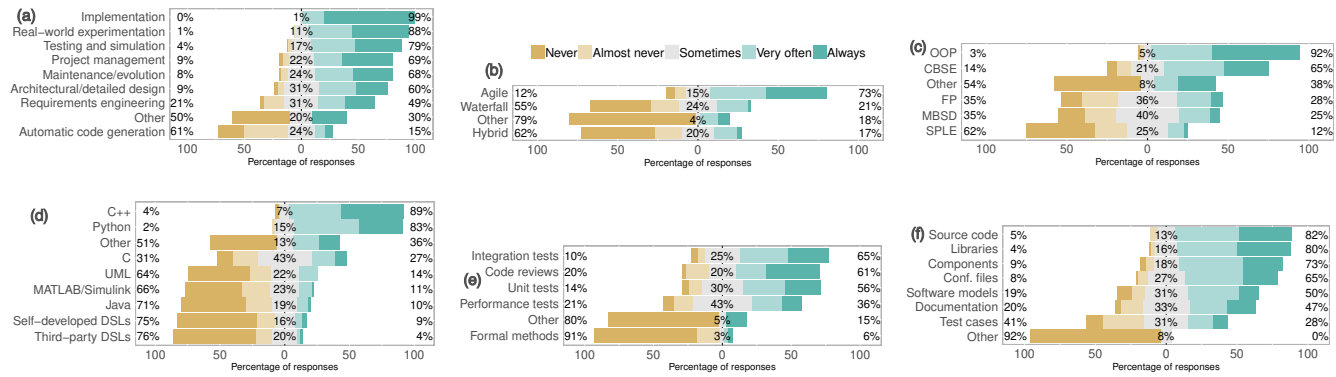 (a)
Implementation 0% 1% 99%
Real-world experimentation 1% 11% 88%
Testing and simulation 4% 17% 79%
Project management 9% 22% 69%
Maintenance/evolution 8% 24% 68%
Architectural/detailed design 9% 31% 60%
Requirements engineering 21% 31% 49%
Other 50% 20% 30%
Automatic code generation 61% 24% 15%
100 50 0 50 100
Percentage of responses
Never Almost never Sometimes Very often Always
(b)
Agile 12% 15% 73%
Waterfall 55% 24% 21%
Other 79% 4% 18%
Hybrid 62% 20% 17%
100 50 0 50 100
Percentage of responses
(c)
OOP 3% 5% 92%
CBSE 14% 21% 65%
Other 54% 8% 38%
FP 35% 36% 28%
MBSD 35% 40% 25%
SPLE 62% 25% 12%
100 50 0 50 100
Percentage of responses
(d)
C++ 4% 7% 89%
Python 2% 15% 83%
Other 51% 13% 36%
C 31% 43% 27%
UML 64% 22% 14%
MATLAB/Simulink 66% 23% 11%
Java 71% 19% 10%
Self-developed DSLs 75% 16% 9%
Third-party DSLs 76% 20% 4%
100 50 0 50 100
Percentage of responses
(e)
Integration tests 10% 25% 65%
Code reviews 20% 20% 61%
Unit tests 14% 30% 56%
Performance tests 21% 43% 36%
Other 80% 5% 15%
Formal methods 91% 3% 6%
100 50 0 50 100
Percentage of responses
(f)
Source code 5% 13% 82%
Libraries 4% 16% 80%
Components 9% 18% 73%
Conf. files 8% 27% 65%
Software models 19% 31% 50%
Documentation 20% 33% 47%
Test cases 41% 31% 28%
Other 92% 8% 0%
100 50 0 50 100
Percentage of responses